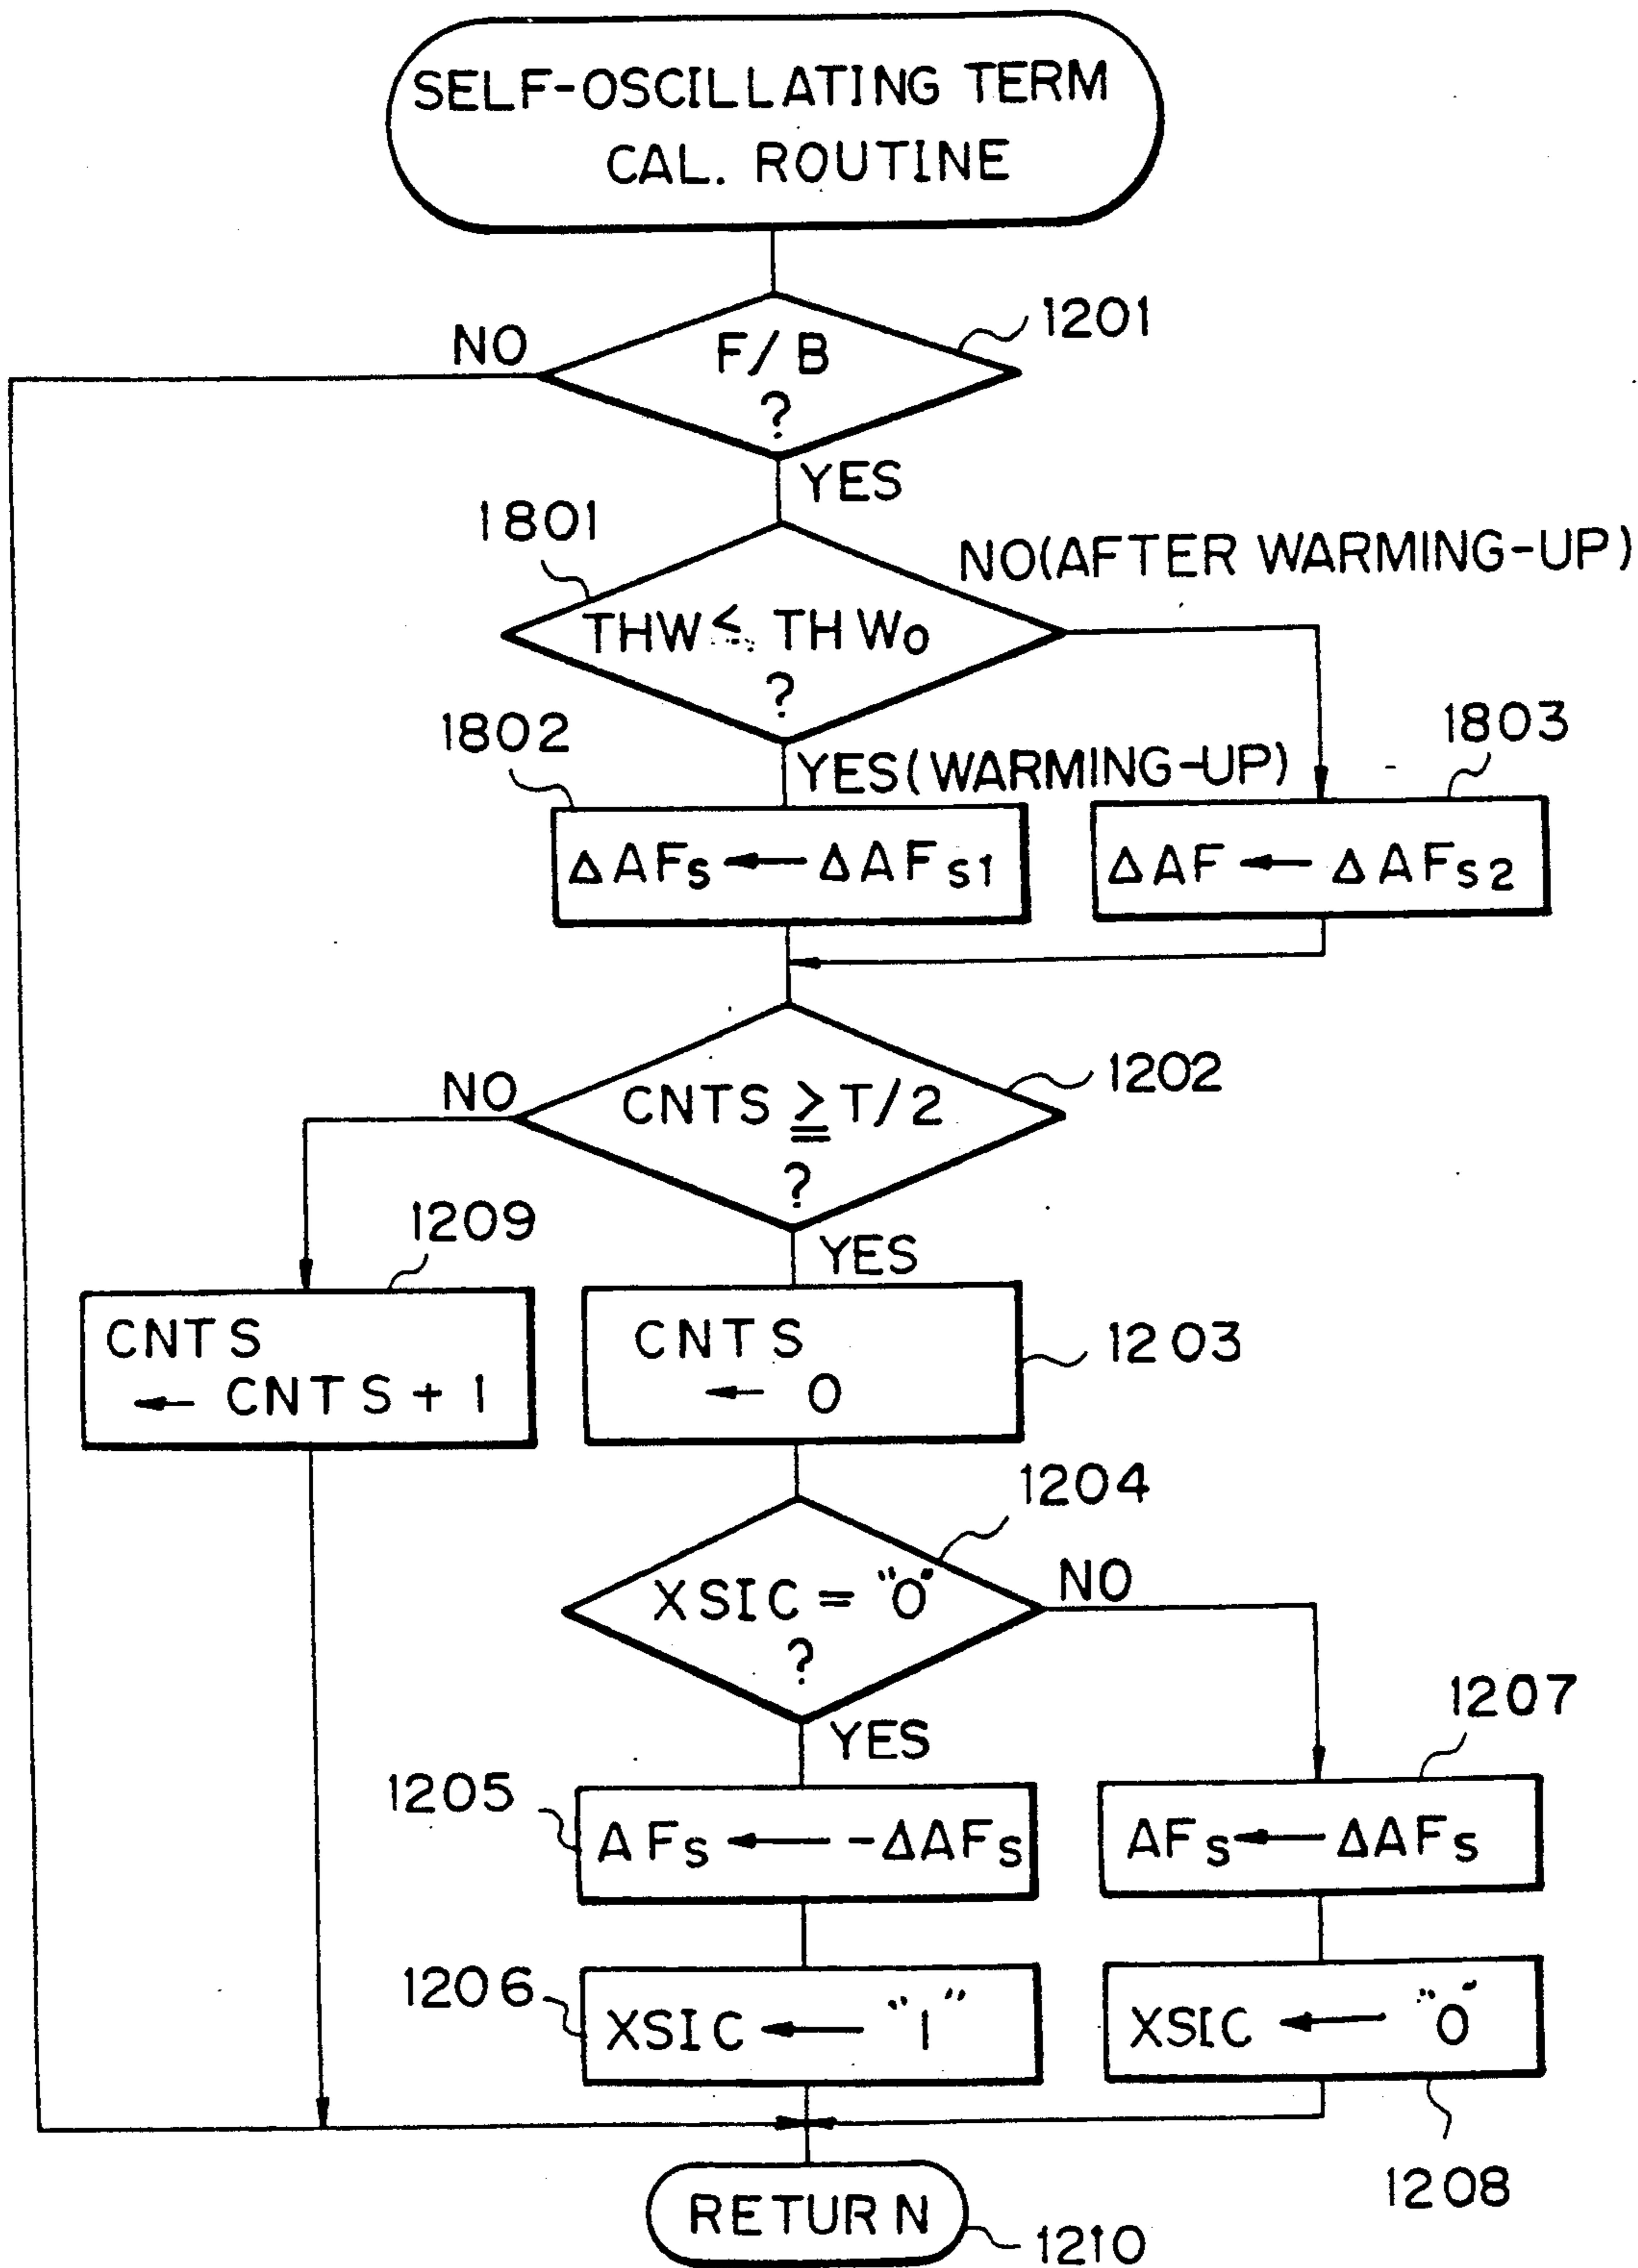 SELF-OSCILLATING TERM
CAL. ROUTINE
1201
NO
F/B
?
YES
1801
NO(AFTER WARMING-UP)
THW ≤ THW0
?
1802
YES(WARMING-UP)
1803
ΔAFS ← ΔAFS1
ΔAF ← ΔAFS2
1202
NO
CNTS ≧ T/2
?
YES
1209
CNTS
← CNTS + 1
CNTS
← 0
1203
1204
XSIC = "0"
?
NO
YES
1207
1205
AFS ← -ΔAFS
AFS ← ΔAFS
1206
XSIC ← "1"
XSIC ← "0"
1208
RETURN
1210